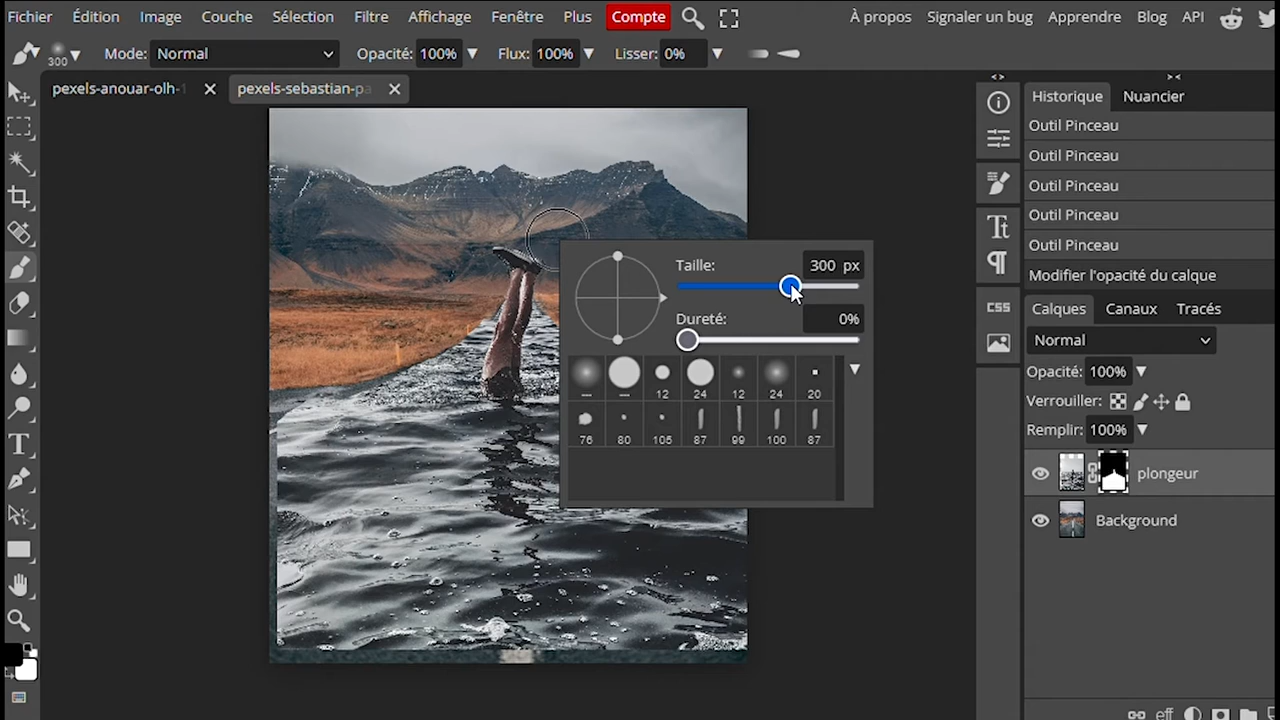 Fichier Édition Image Couche Sélection Filtre Affichage Fenêtre Plus Compte À propos Signaler un bug Apprendre Blog API
300 Mode: Normal Opacité: 100% Flux: 100% Lisser: 0%
pexels-anouar-olh- pexels-sebastian-pa
Historique Nuancier
Outil Pinceau
Outil Pinceau
Outil Pinceau
Outil Pinceau
Outil Pinceau
Modifier l'opacité du calque
Taille: 300 px
Dureté: 0%
--- --- 12 24 12 24 20
76 80 105 87 99 100 87
CSS
Calques Canaux Tracés
Normal
Opacité: 100%
Verrouiller:
Remplir: 100%
plongeur
Background
eff